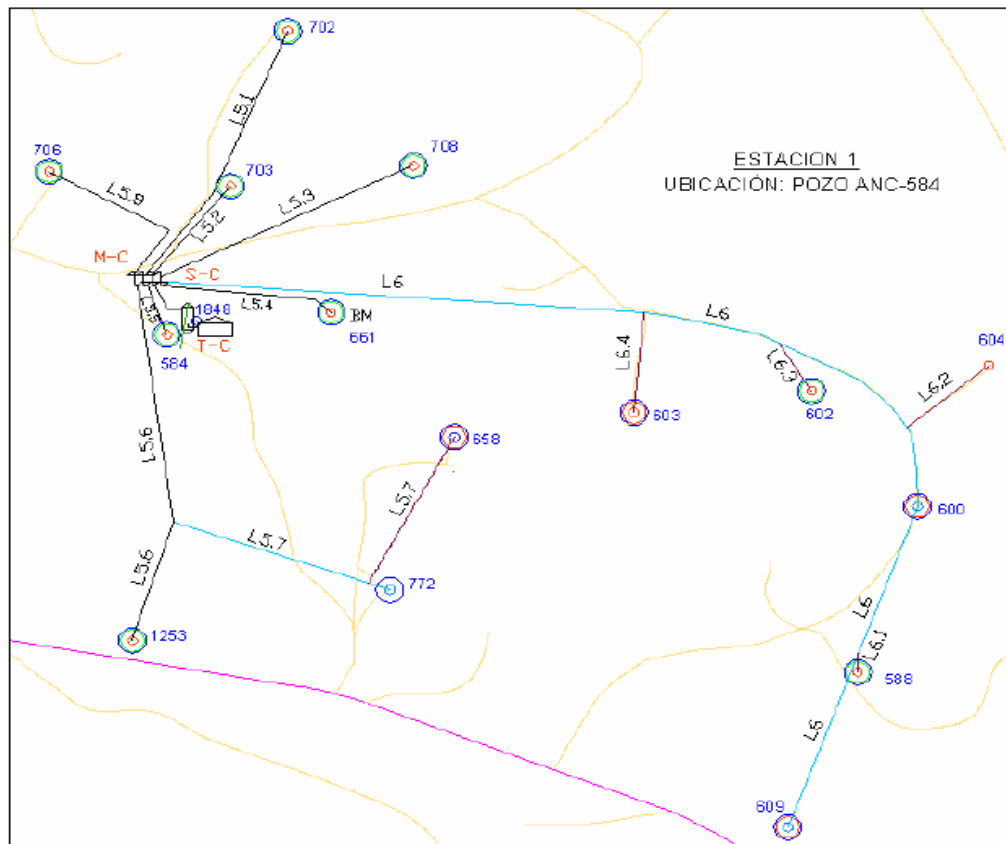 702
L5.1
706
703
708
ESTACION 1
UBICACIÓN: POZO ANC-584
L5.9
L5.2
L5.3
M-C
S-C
L6
L5.4
1848
BM
661
L6
L5.5
T-C
584
L6.4
L6.3
604
L6.2
603
602
L5.6
658
L5.7
600
L5.7
772
L5.6
L6
1253
L6.1
588
L6
609